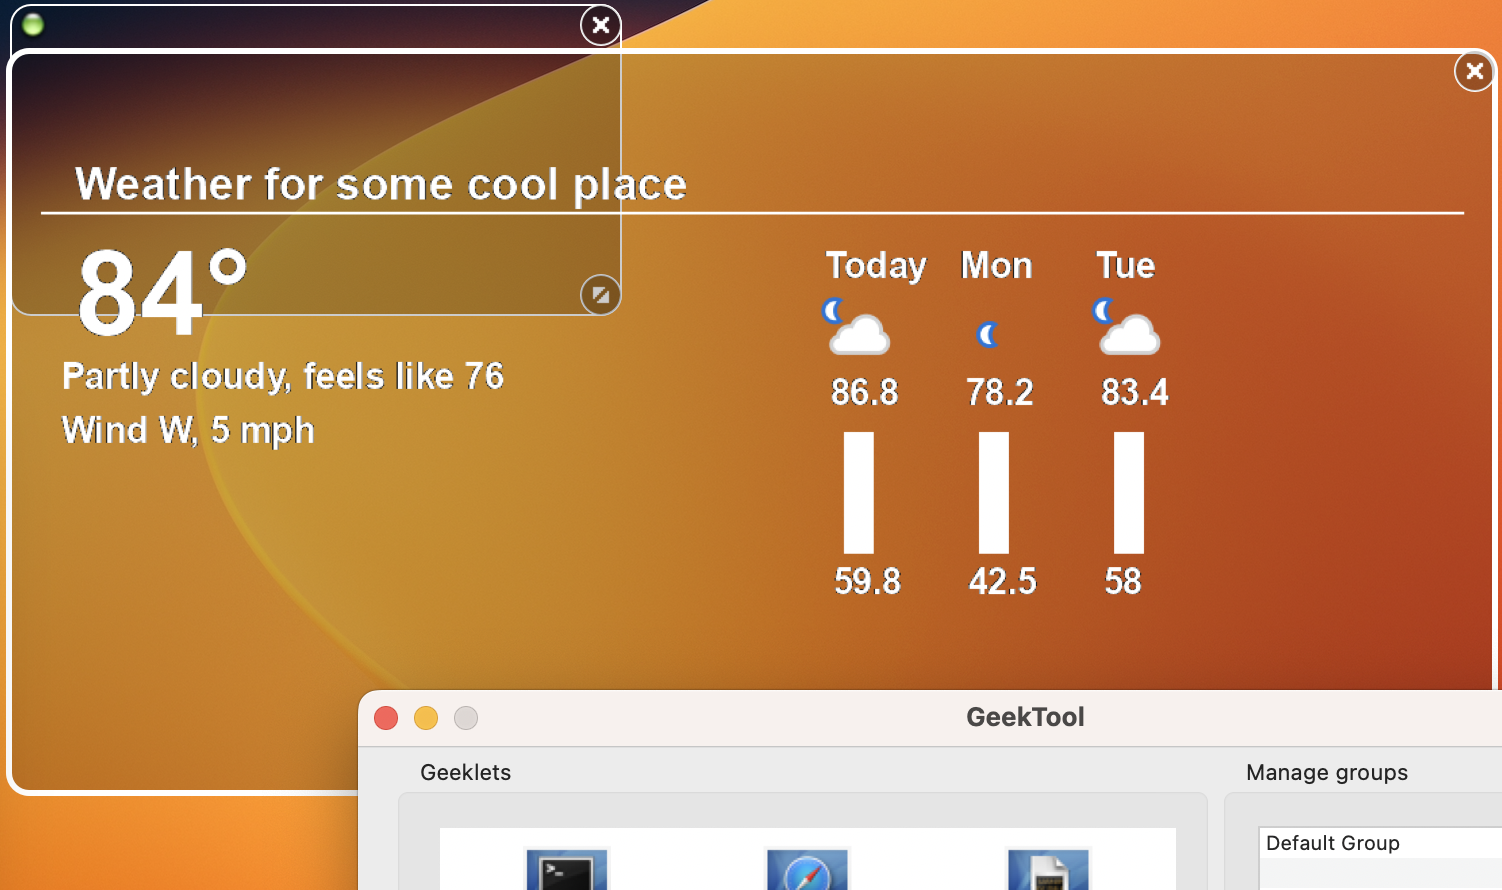 Weather for some cool place
84°
Partly cloudy, feels like 76
Wind W, 5 mph
Today Mon Tue
86.8 78.2 83.4
59.8 42.5 58
GeekTool
Geeklets
Manage groups
Default Group